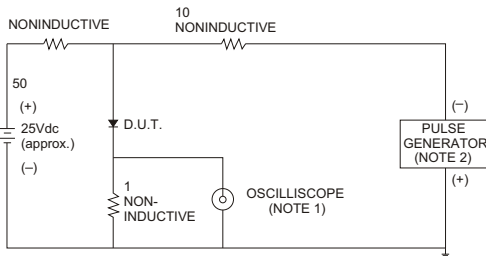 10
NONINDUCTIVE
NONINDUCTIVE
50
(+)
25Vdc
(approx.)
(–)
D.U.T.
1
NON-
INDUCTIVE
OSCILLISCOPE
(NOTE 1)
(–)
PULSE
GENERATOR
(NOTE 2)
(+)